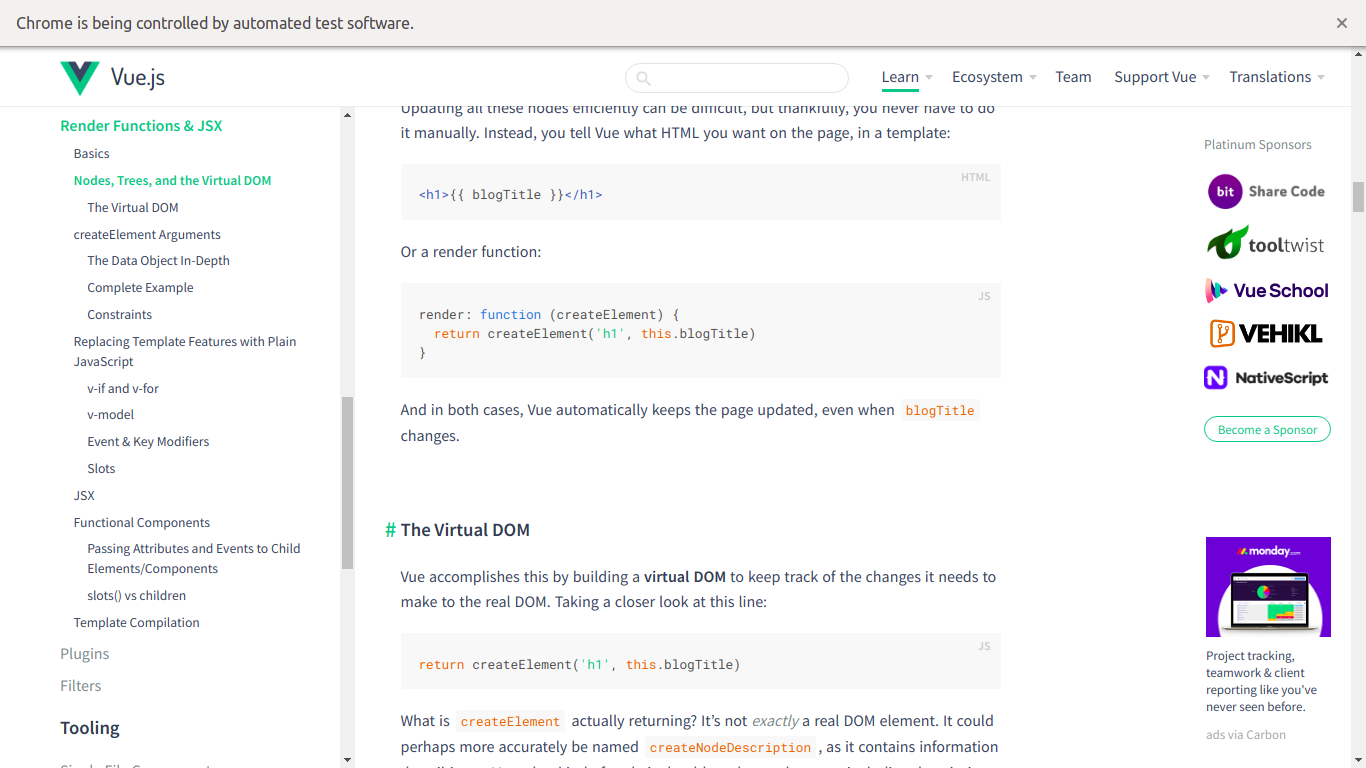 Chrome is being controlled by automated test software.
Vue.js
Learn
Ecosystem
Team
Support Vue
Translations
Render Functions & JSX
Basics
Nodes, Trees, and the Virtual DOM
The Virtual DOM
createElement Arguments
The Data Object In-Depth
Complete Example
Constraints
Replacing Template Features with Plain
JavaScript
v-if and v-for
v-model
Event & Key Modifiers
Slots
JSX
Functional Components
Passing Attributes and Events to Child
Elements/Components
slots() vs children
Template Compilation
Plugins
Filters
Tooling
Single File Components
Updating all these nodes efficiently can be difficult, but thankfully, you never have to do
it manually. Instead, you tell Vue what HTML you want on the page, in a template:
HTML
<h1>{{ blogTitle }}</h1>
Or a render function:
JS
render: function (createElement) {
return createElement('h1', this.blogTitle)
}
And in both cases, Vue automatically keeps the page updated, even when blogTitle
changes.
# The Virtual DOM
Vue accomplishes this by building a virtual DOM to keep track of the changes it needs to
make to the real DOM. Taking a closer look at this line:
JS
return createElement('h1', this.blogTitle)
What is createElement actually returning? It's not exactly a real DOM element. It could
perhaps more accurately be named createNodeDescription , as it contains information
Platinum Sponsors
bit Share Code
tooltwist
Vue School
VEHIKL
NativeScript
Become a Sponsor
monday.com
Project tracking,
teamwork & client
reporting like you've
never seen before.
ads via Carbon